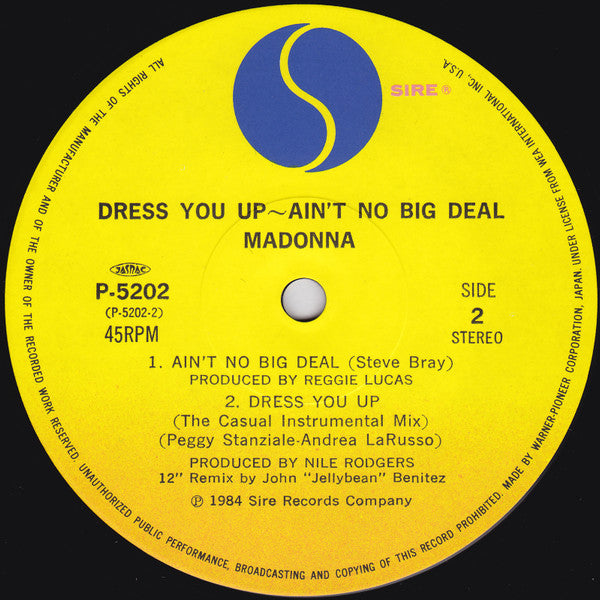 SIRE®
DRESS YOU UP~AIN'T NO BIG DEAL
MADONNA
JASRAC
P-5202
(P-5202-2)
45RPM
SIDE
2
STEREO
1. AIN'T NO BIG DEAL (Steve Bray)
PRODUCED BY REGGIE LUCAS
2. DRESS YOU UP
(The Casual Instrumental Mix)
(Peggy Stanziale-Andrea LaRusso)
PRODUCED BY NILE RODGERS
12" Remix by John "Jellybean" Benitez
℗ 1984 Sire Records Company
ALL RIGHTS OF THE MANUFACTURER AND OF THE OWNER OF THE RECORDED WORK RESERVED. UNAUTHORIZED PUBLIC PERFORMANCE, BROADCASTING AND COPYING OF THIS RECORD PROHIBITED. MADE BY WARNER-PIONEER CORPORATION, JAPAN. UNDER LICENSE FROM WEA INTERNATIONAL INC., U.S.A.